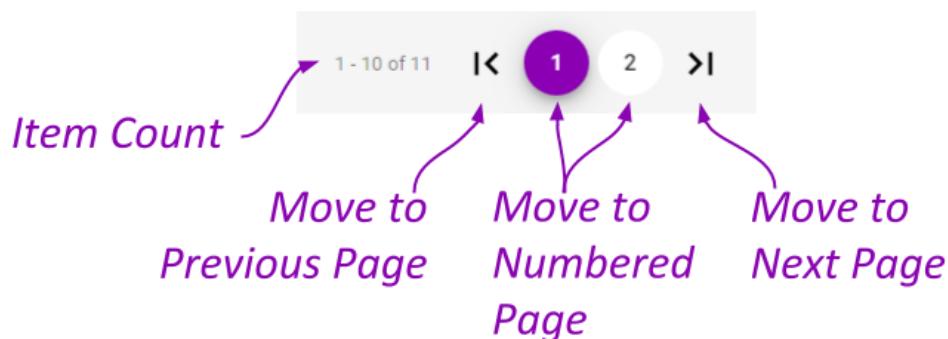 1 - 10 of 11 |< 1 2 >|
Item Count
Move to
Previous Page
Move to
Numbered
Page
Move to
Next Page